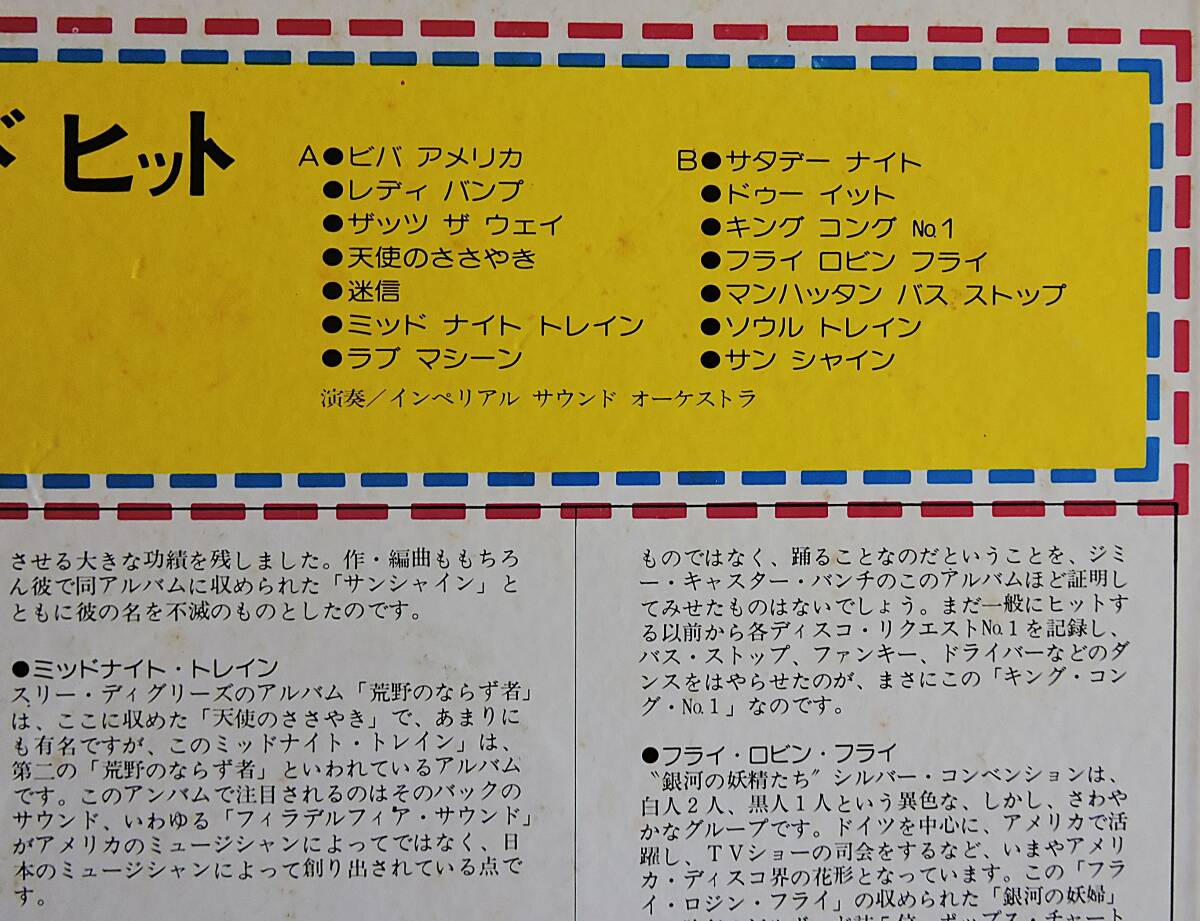 ド ヒット
A●ビバ アメリカ
●レディ バンプ
●ザッツ ザ ウェイ
●天使のささやき
●迷信
●ミッド ナイト トレイン
●ラブ マシーン
B●サタデー ナイト
●ドゥー イット
●キング コング No.1
●フライ ロビン フライ
●マンハッタン バス ストップ
●ソウル トレイン
●サン シャイン
演奏/インペリアル サウンド オーケストラ
させる大きな功績を残しました。作・編曲ももちろ
ん彼で同アルバムに収められた「サンシャイン」と
ともに彼の名を不滅のものとしたのです。
●ミッドナイト・トレイン
スリー・ディグリーズのアルバム「荒野のならず者」
は、ここに収めた「天使のささやき」で、あまりに
も有名ですが、このミッドナイト・トレイン」は、
第二の「荒野のならず者」といわれているアルバム
です。このアンバムで注目されるのはそのバックの
サウンド、いわゆる「フィラデルフィア・サウンド」
がアメリカのミュージシャンによってではなく、日
本のミュージシャンによって創り出されている点で
す。
ものではなく、踊ることなのだということを、ジミ
ー・キャスター・バンチのこのアルバムほど証明し
てみせたものはないでしょう。まだ一般にヒットす
る以前から各ディスコ・リクエストNo.1を記録し、
バス・ストップ、ファンキー、ドライバーなどのダ
ンスをはやらせたのが、まさにこの「キング・コン
グ・No.1」なのです。
●フライ・ロビン・フライ
〝銀河の妖精たち〟シルバー・コンベンションは、
白人2人、黒人1人という異色な、しかし、さわや
かなグループです。ドイツを中心に、アメリカで活
躍し、TVショーの司会をするなど、いまやアメリ
カ・ディスコ界の花形となっています。この「フラ
イ・ロジン・フライ」の収められた「銀河の妖婦」